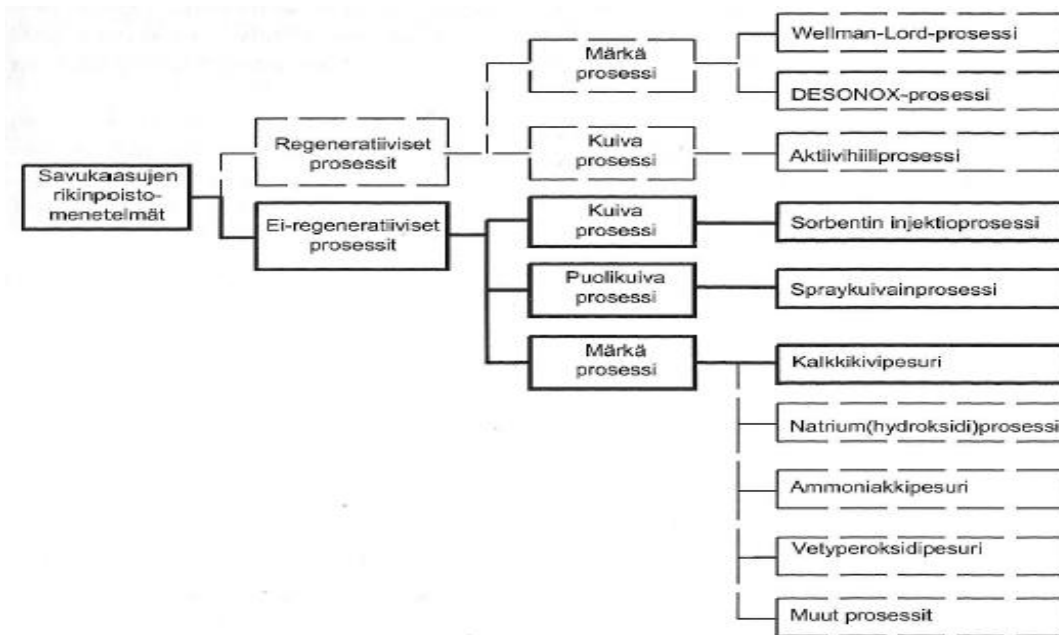 Savukaasujen
rikinpoisto-
menetelmät
Regeneratiiviset
prosessit
Ei-regeneratiiviset
prosessit
Märkä
prosessi
Kuiva
prosessi
Kuiva
prosessi
Puolikuiva
prosessi
Märkä
prosessi
Wellman-Lord-prosessi
DESONOX-prosessi
Aktiivihiiliprosessi
Sorbentin injektioprosessi
Spraykuivainprosessi
Kalkkikivipesuri
Natrium(hydroksidi)prosessi
Ammoniakkipesuri
Vetyperoksidipesuri
Muut prosessit